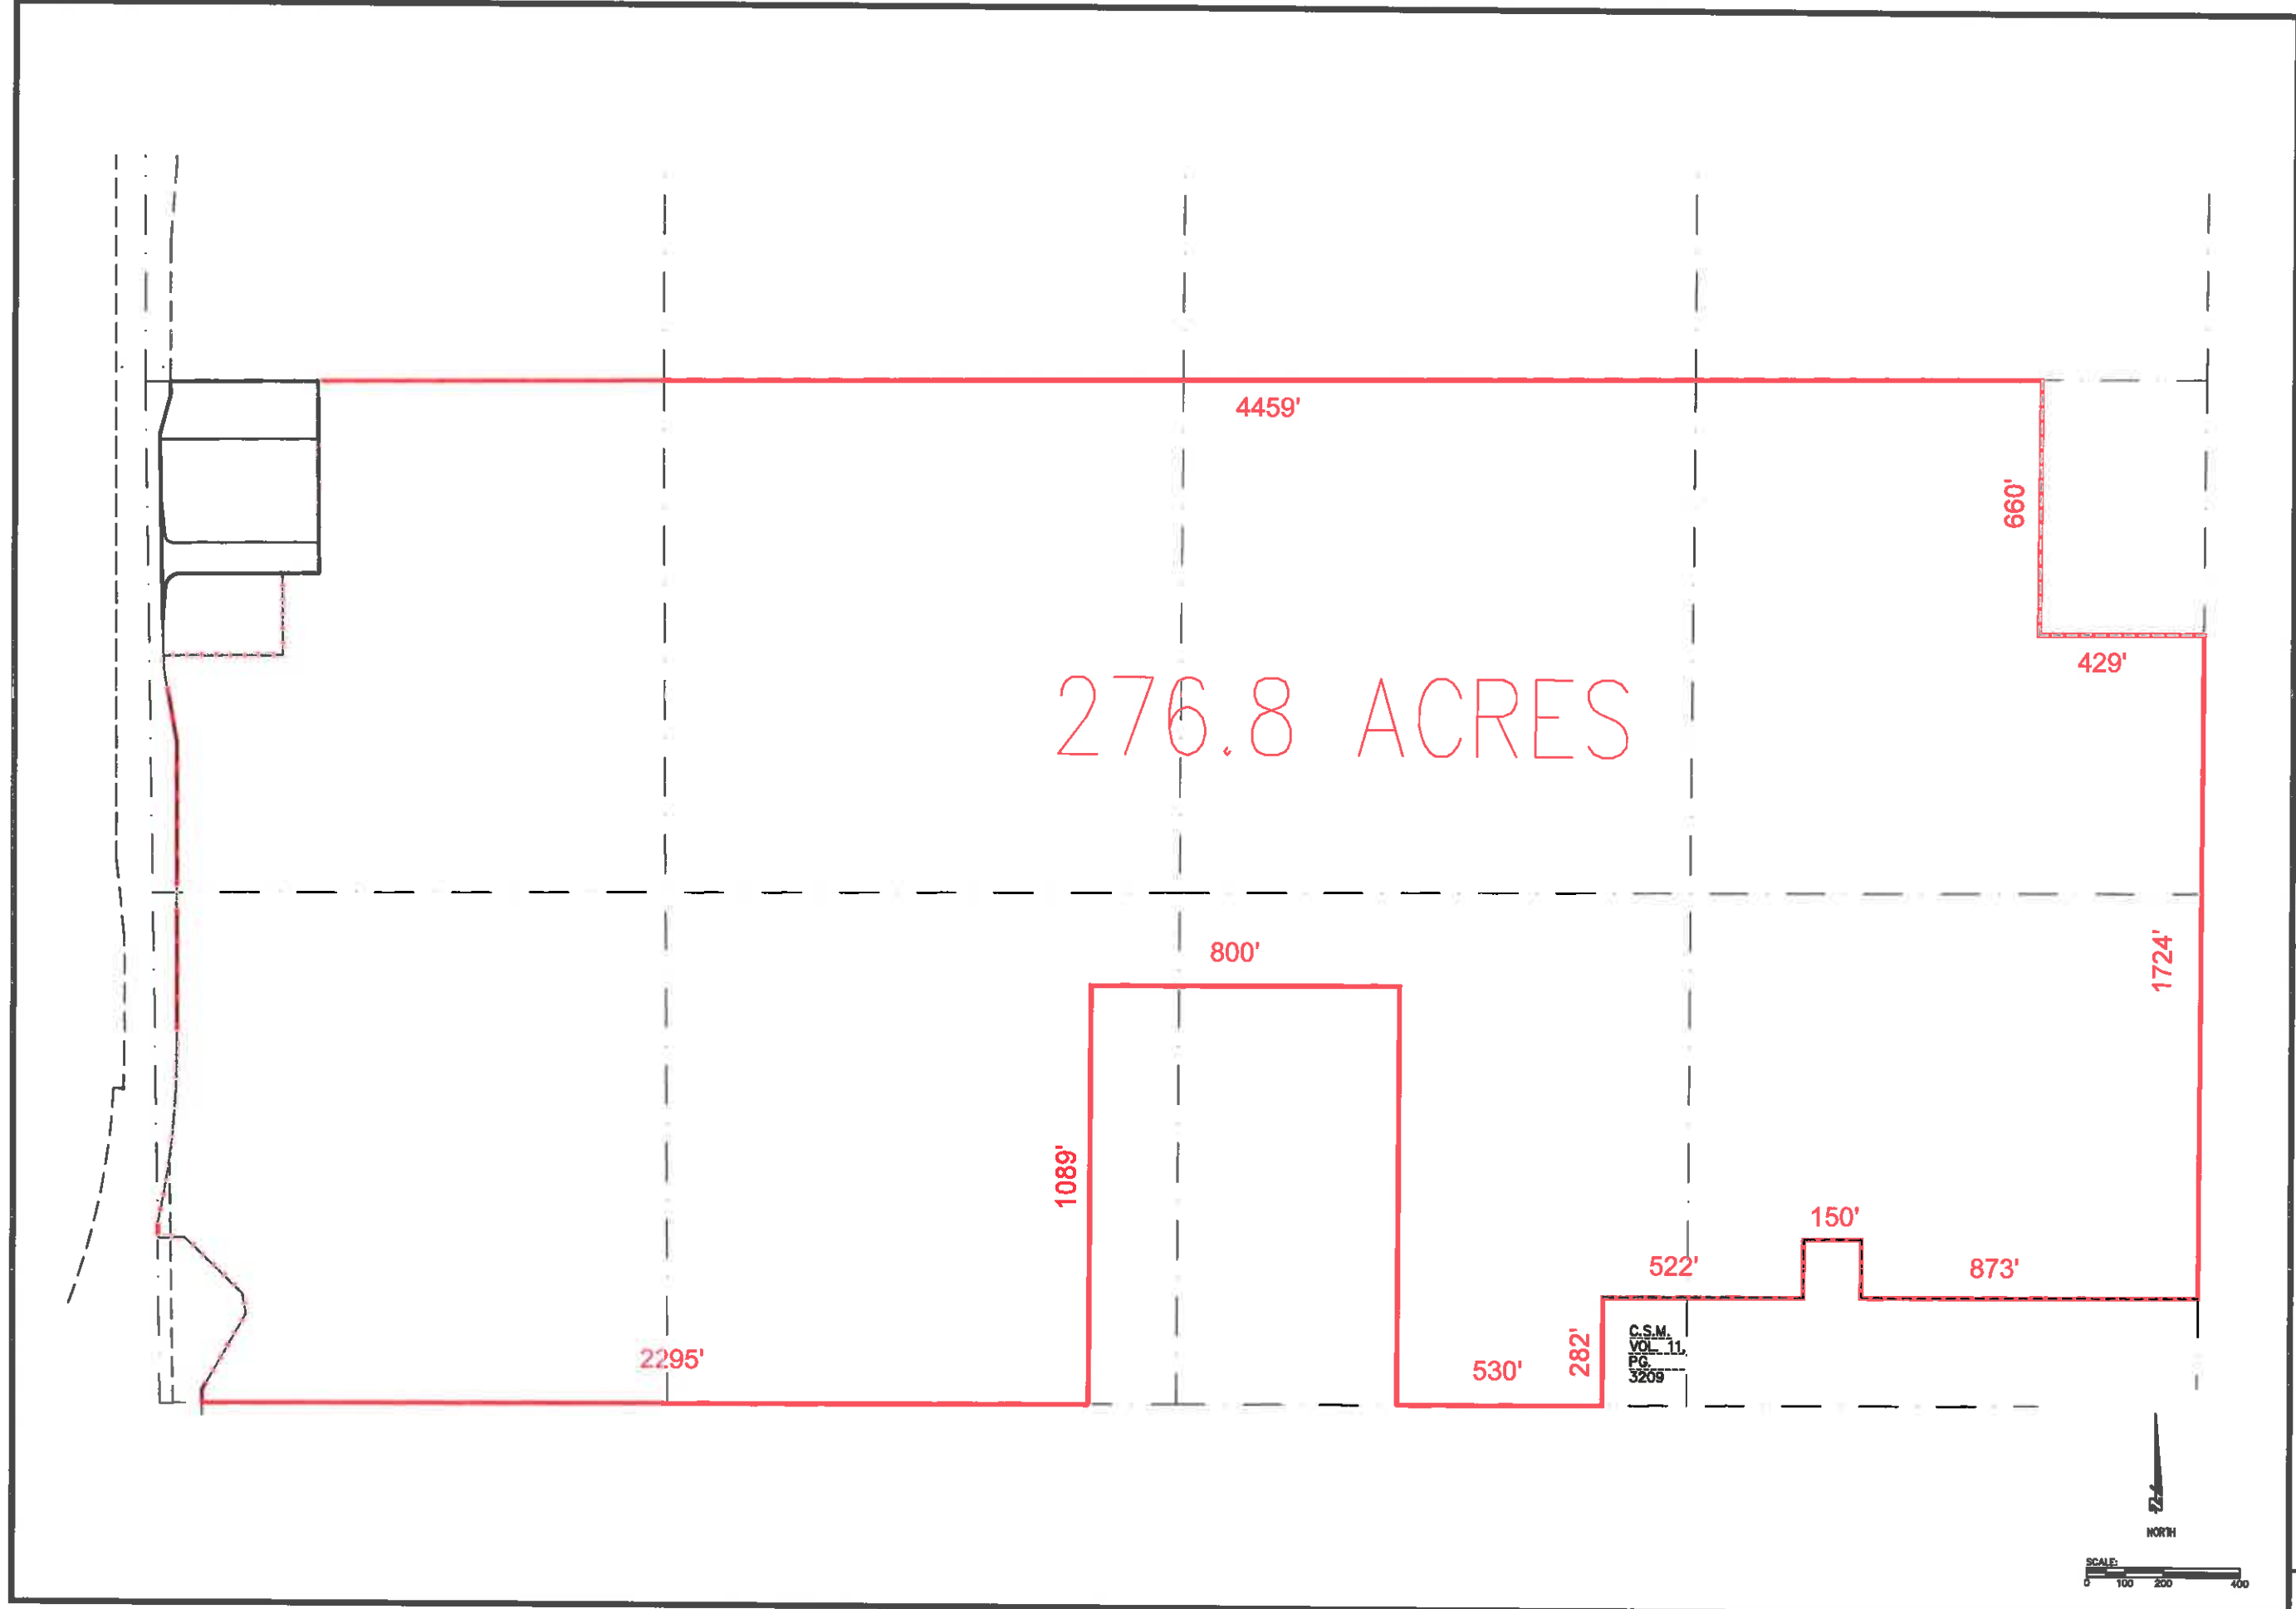 4459'
660'
429'
276.8 ACRES
800'
1724'
1089'
150'
522'
873'
2295'
530'
282'
C.S.M.
VOL. 11,
PG.
3209
NORTH
SCALE:
0 100 200 400